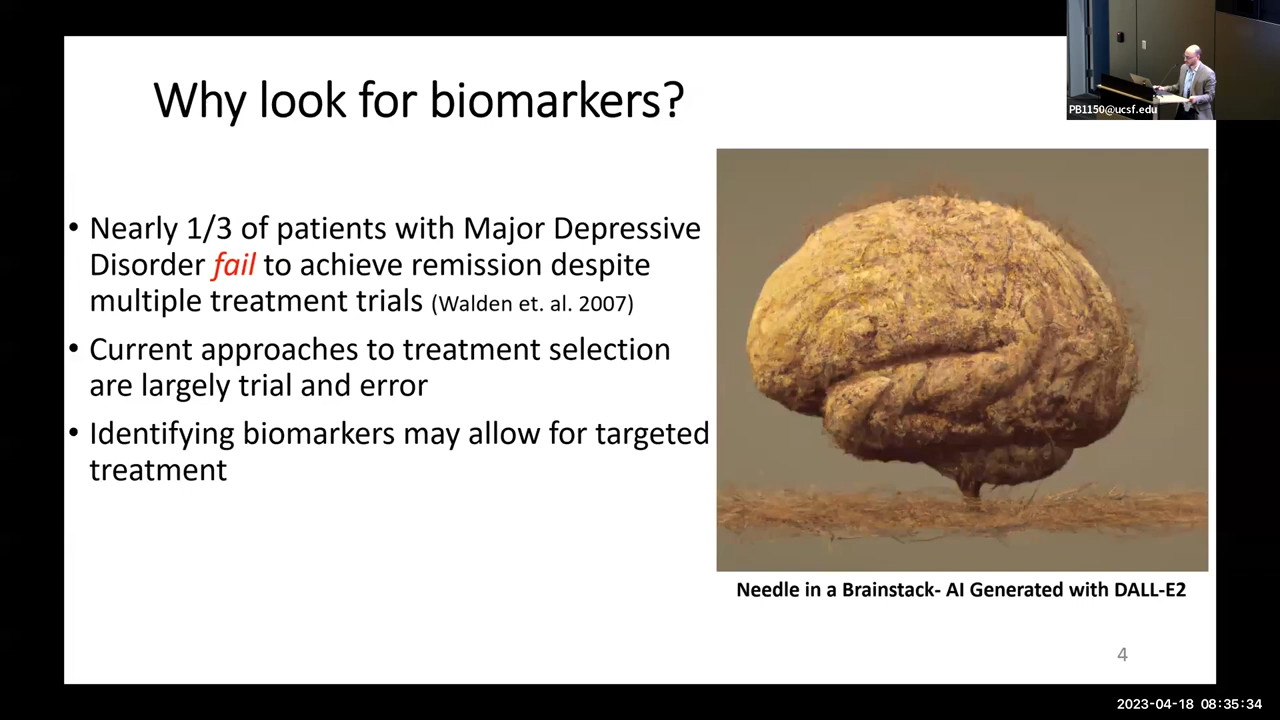 Why look for biomarkers?
PB1150@ucsf.edu
• Nearly 1/3 of patients with Major Depressive
Disorder fail to achieve remission despite
multiple treatment trials (Walden et. al. 2007)
• Current approaches to treatment selection
are largely trial and error
• Identifying biomarkers may allow for targeted
treatment
Needle in a Brainstack- AI Generated with DALL-E2
4
2023-04-18 08:35:34